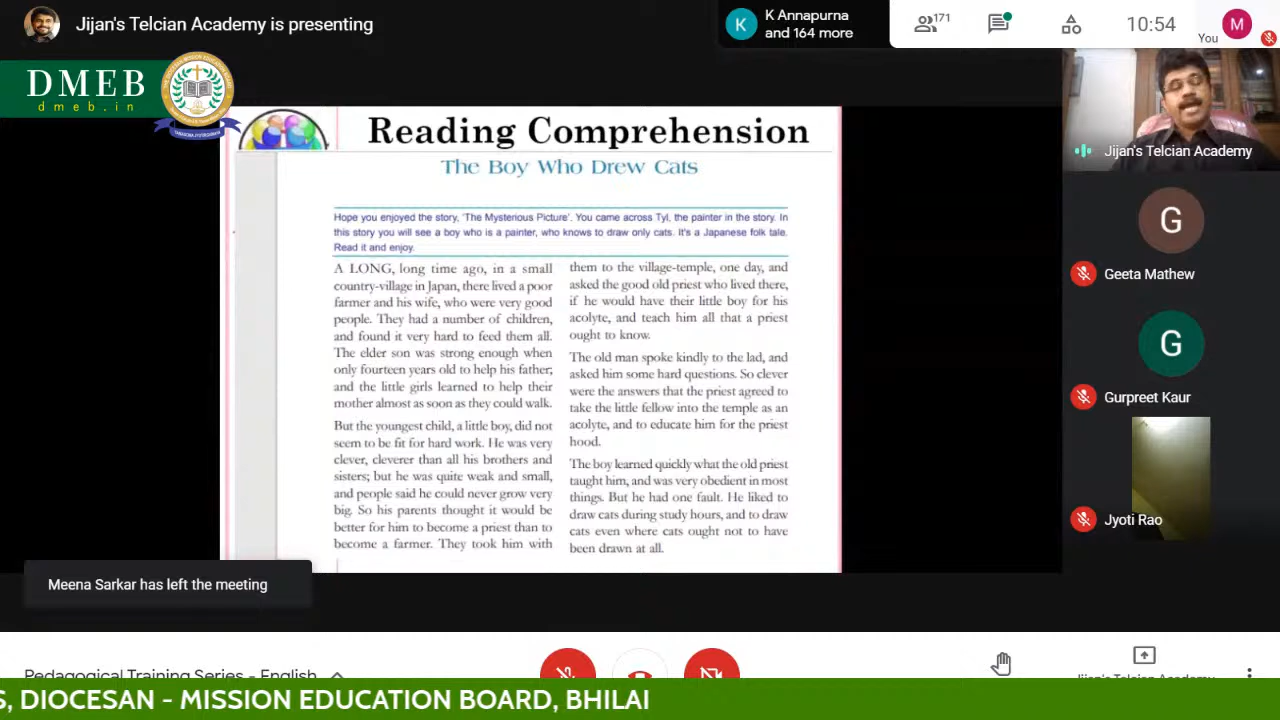 Jijan's Telcian Academy is presenting
K
K Annapurna
and 164 more
171
10:54
You
M
DMEB
dmeb.in
Reading Comprehension
The Boy Who Drew Cats
Hope you enjoyed the story, 'The Mysterious Picture'. You came across Tyl, the painter in the story. In
this story you will see a boy who is a painter, who knows to draw only cats. It's a Japanese folk tale.
Read it and enjoy.
A LONG, long time ago, in a small
country-village in Japan, there lived a poor
farmer and his wife, who were very good
people. They had a number of children,
and found it very hard to feed them all.
The elder son was strong enough when
only fourteen years old to help his father;
and the little girls learned to help their
mother almost as soon as they could walk.
But the youngest child, a little boy, did not
seem to be fit for hard work. He was very
clever, cleverer than all his brothers and
sisters; but he was quite weak and small,
and people said he could never grow very
big. So his parents thought it would be
better for him to become a priest than to
become a farmer. They took him with
them to the village-temple, one day, and
asked the good old priest who lived there,
if he would have their little boy for his
acolyte, and teach him all that a priest
ought to know.
The old man spoke kindly to the lad, and
asked him some hard questions. So clever
were the answers that the priest agreed to
take the little fellow into the temple as an
acolyte, and to educate him for the priest
hood.
The boy learned quickly what the old priest
taught him, and was very obedient in most
things. But he had one fault. He liked to
draw cats during study hours, and to draw
cats even where cats ought not to have
been drawn at all.
Jijan's Telcian Academy
G
Geeta Mathew
G
Gurpreet Kaur
Jyoti Rao
Meena Sarkar has left the meeting
Pedagogical Training Series - English
Jijan's Telcian Academy
S, DIOCESAN - MISSION EDUCATION BOARD, BHILAI